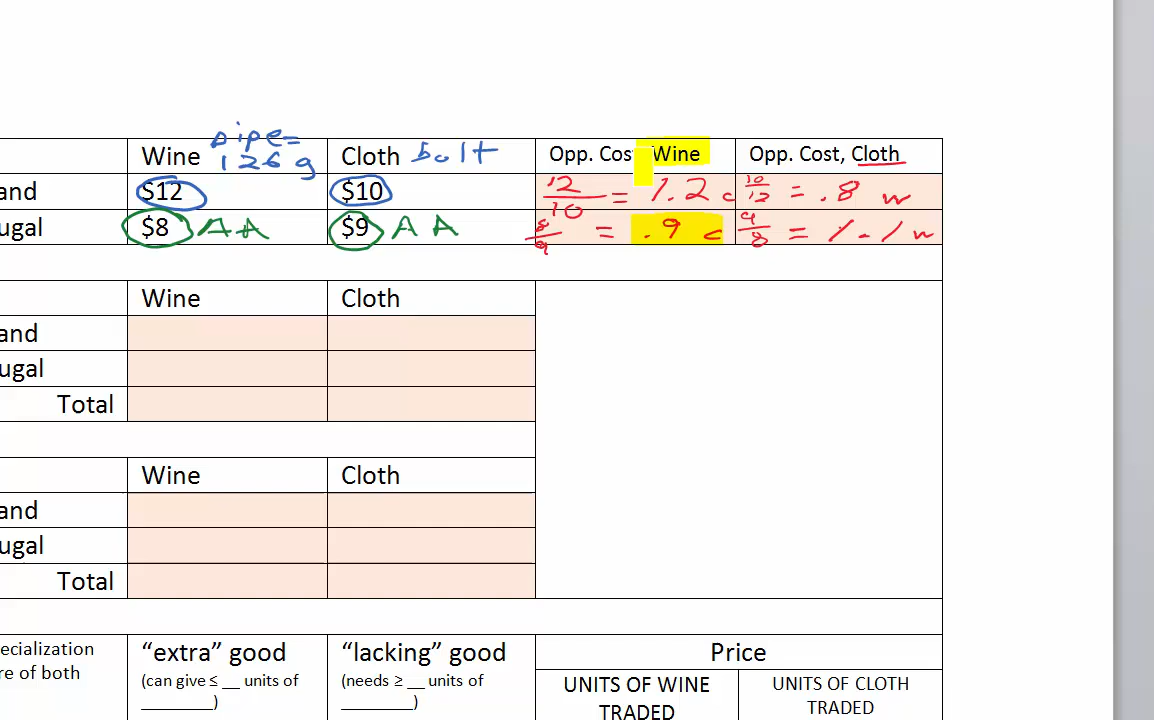 pipe=
Wine 126 g Cloth bolt Opp. Cos Wine Opp. Cost, Cloth
and $12 $10 12/10 = 1.2 c 10/12 = .8 w
ugal $8 AA $9 AA 8/9 = .9 c 9/8 = 1.1 w
Wine Cloth
and
ugal
Total
Wine Cloth
and
ugal
Total
ecialization “extra” good “lacking” good Price
re of both (can give ≤ __ units of (needs ≥ __ units of UNITS OF WINE UNITS OF CLOTH
________) ________) TRADED TRADED